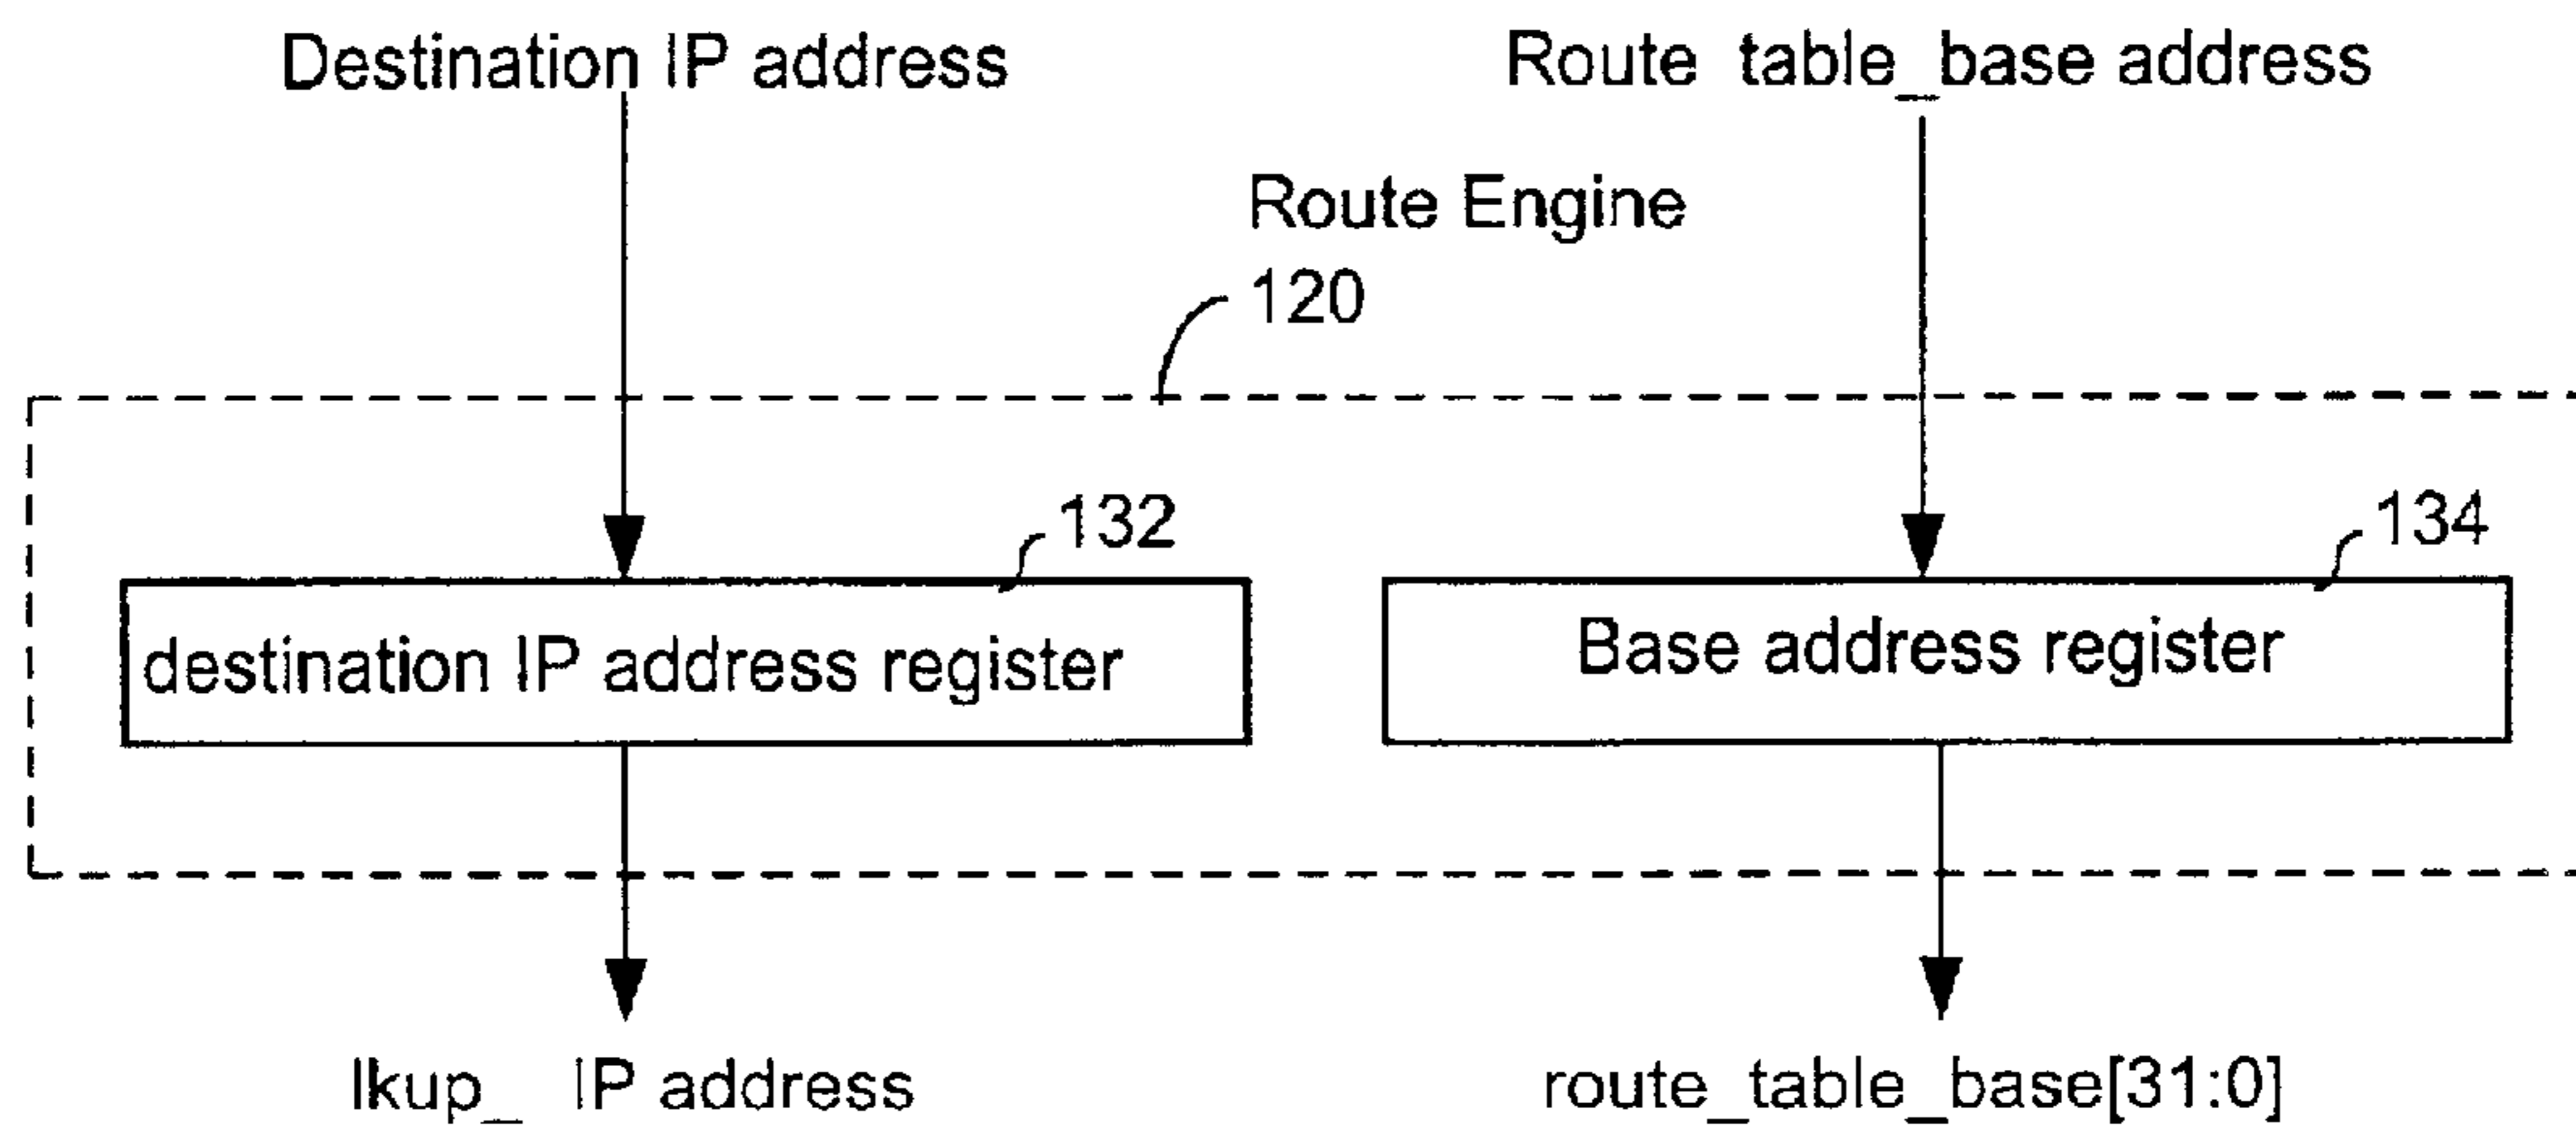 Destination IP address
Route table_base address
Route Engine
120
132
134
destination IP address register
Base address register
lkup_ IP address
route_table_base[31:0]